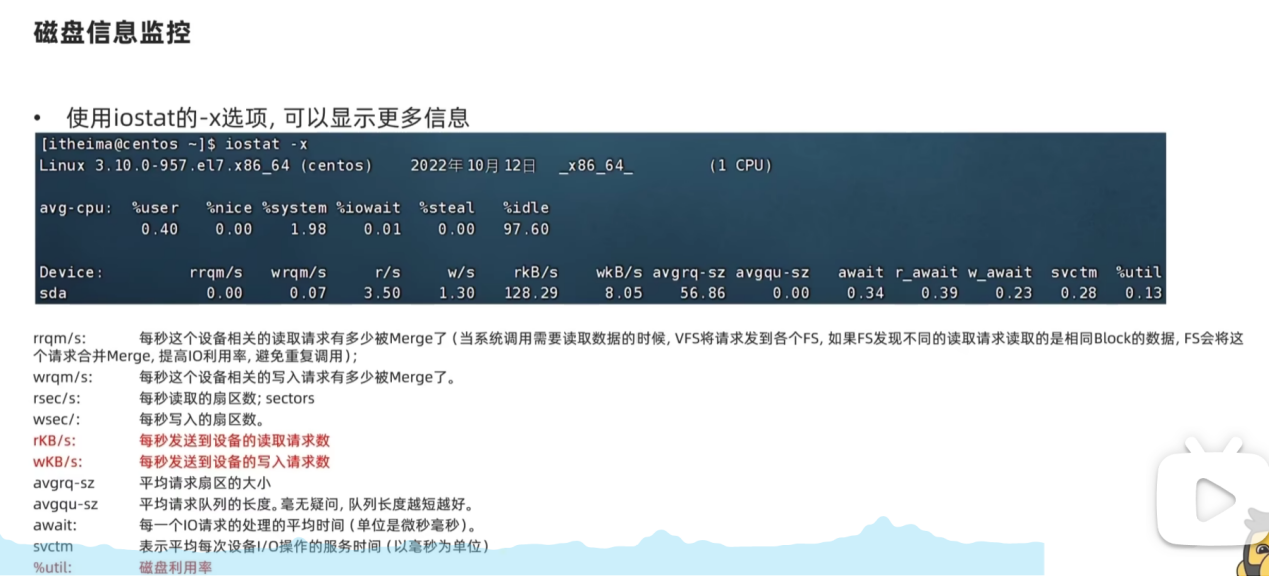 磁盘信息监控
• 使用iostat的-x选项, 可以显示更多信息
[itheima@centos ~]$ iostat -x
Linux 3.10.0-957.el7.x86_64 (centos) 2022年10月12日 _x86_64_ (1 CPU)
avg-cpu: %user %nice %system %iowait %steal %idle
0.40 0.00 1.98 0.01 0.00 97.60
Device: rrqm/s wrqm/s r/s w/s rkB/s wkB/s avgrq-sz avgqu-sz await r_await w_await svctm %util
sda 0.00 0.07 3.50 1.30 128.29 8.05 56.86 0.00 0.34 0.39 0.23 0.28 0.13
rrqm/s: 每秒这个设备相关的读取请求有多少被Merge了 (当系统调用需要读取数据的时候, VFS将请求发到各个FS, 如果FS发现不同的读取请求读取的是相同Block的数据, FS会将这
个请求合并Merge, 提高IO利用率, 避免重复调用);
wrqm/s: 每秒这个设备相关的写入请求有多少被Merge了。
rsec/s: 每秒读取的扇区数; sectors
wsec/: 每秒写入的扇区数。
rKB/s: 每秒发送到设备的读取请求数
wKB/s: 每秒发送到设备的写入请求数
avgrq-sz 平均请求扇区的大小
avgqu-sz 平均请求队列的长度。毫无疑问, 队列长度越短越好。
await: 每一个IO请求的处理的平均时间 (单位是微秒毫秒)。
svctm 表示平均每次设备I/O操作的服务时间 (以毫秒为单位)
%util: 磁盘利用率